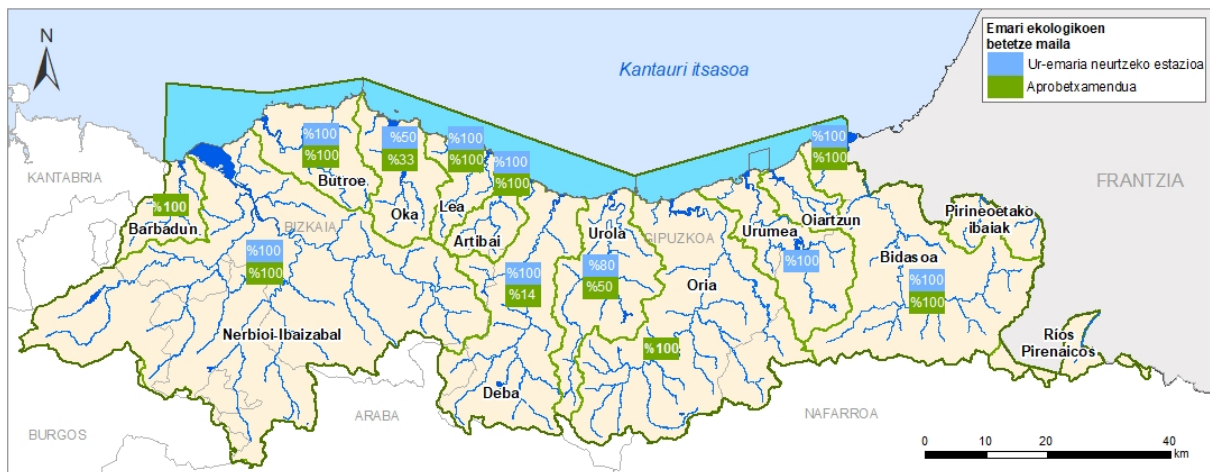 N
Kantauri itsasoa
Emari ekologikoen
betetze maila
Ur-emaria neurtzeko estazioa
Aprobetxamendua
KANTABRIA
FRANTZIA
BIZKAIA
GIPUZKOA
BURGOS
ARABA
NAFARROA
%100
Barbadun
%100
%100
Butroe
%50
%33
Oka
%100
%100
Lea
%100
%100
Artibai
%100
%100
Nerbioi-Ibaizabal
%100
%14
Deba
Urola
%80
%50
Oria
%100
Urumea
%100
%100
%100
Oiartzun
Bidasoa
%100
%100
Pirineoetako
ibaiak
Ríos
Pirenaicos
0 10 20 40
km